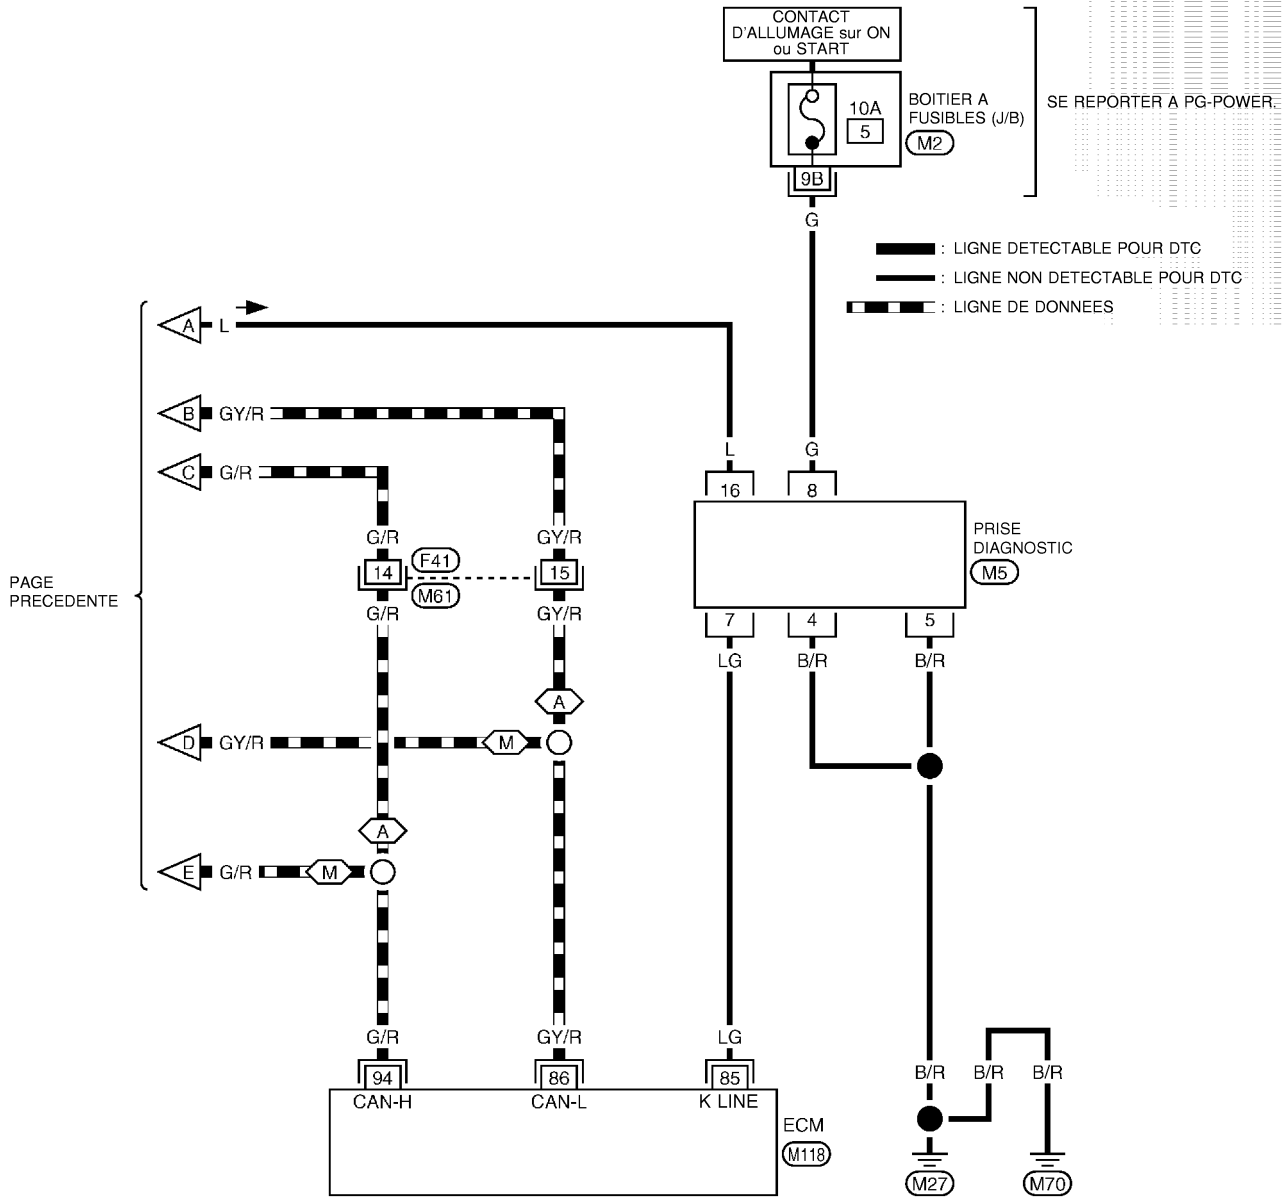 CONTACT
D'ALLUMAGE sur ON
ou START
10A
5
BOITIER A
FUSIBLES (J/B)
M2
SE REPORTER A PG-POWER.
9B
G
: LIGNE DETECTABLE POUR DTC
: LIGNE NON DETECTABLE POUR DTC
: LIGNE DE DONNEES
A L
B GY/R
C G/R
L G
16 8
G/R GY/R
14 F41 15
M61
G/R GY/R
PRISE
DIAGNOSTIC
M5
PAGE
PRECEDENTE
7 4 5
LG B/R B/R
A
D GY/R M
A
E G/R M
G/R GY/R LG
94 86 85
CAN-H CAN-L K LINE
ECM
M118
B/R B/R B/R
M27 M70